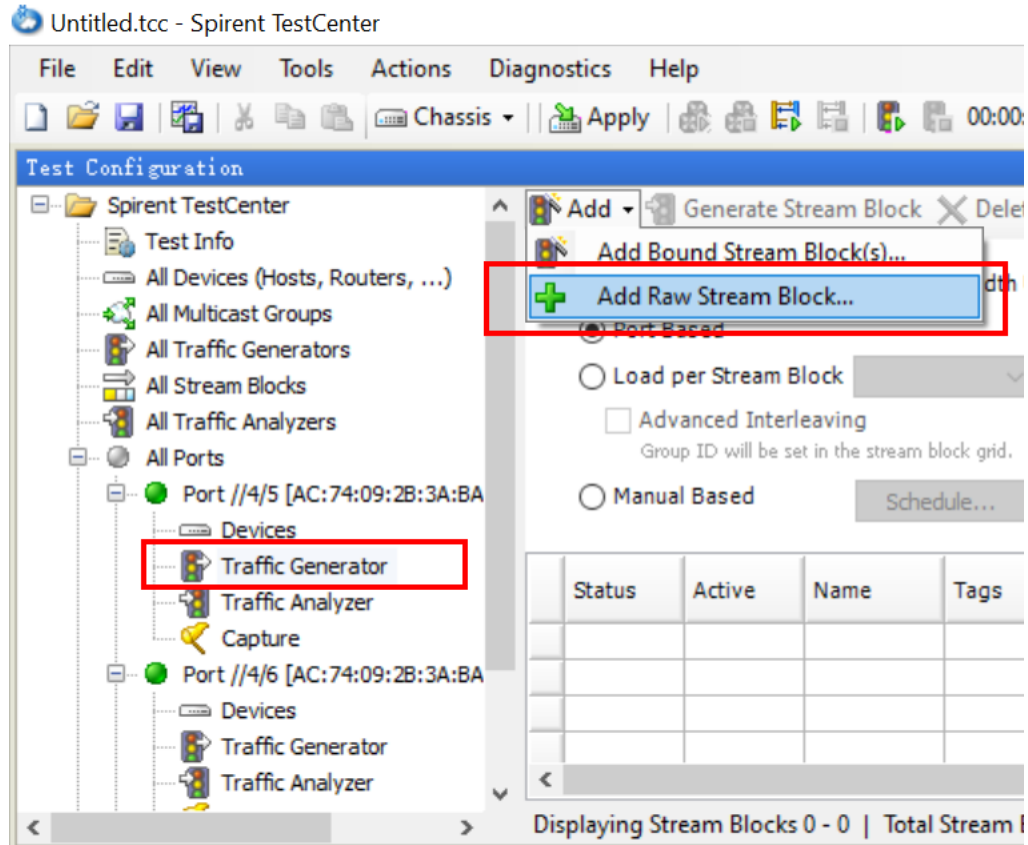 Untitled.tcc - Spirent TestCenter
File Edit View Tools Actions Diagnostics Help
Chassis Apply 00:00:
Test Configuration
Spirent TestCenter
Test Info
All Devices (Hosts, Routers, ...)
All Multicast Groups
All Traffic Generators
All Stream Blocks
All Traffic Analyzers
All Ports
Port //4/5 [AC:74:09:2B:3A:BA
Devices
Traffic Generator
Traffic Analyzer
Capture
Port //4/6 [AC:74:09:2B:3A:BA
Devices
Traffic Generator
Traffic Analyzer
Add Generate Stream Block Delet
Add Bound Stream Block(s)...
Add Raw Stream Block...
Port Based
Load per Stream Block
Advanced Interleaving
Group ID will be set in the stream block grid.
Manual Based Schedule...
Status Active Name Tags
Displaying Stream Blocks 0 - 0 | Total Stream